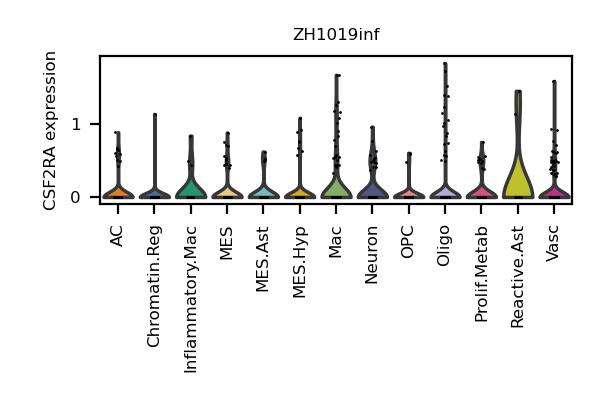 ZH1019inf
CSF2RA expression
1
0
AC
Chromatin.Reg
Inflammatory.Mac
MES
MES.Ast
MES.Hyp
Mac
Neuron
OPC
Oligo
Prolif.Metab
Reactive.Ast
Vasc